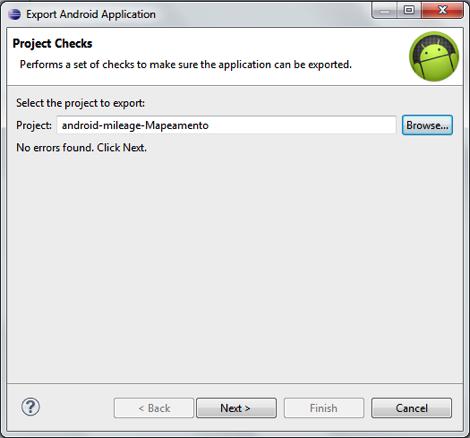 Export Android Application
Project Checks
Performs a set of checks to make sure the application can be exported.
Select the project to export:
Project: android-mileage-Mapeamento Browse...
No errors found. Click Next.
? < Back Next > Finish Cancel